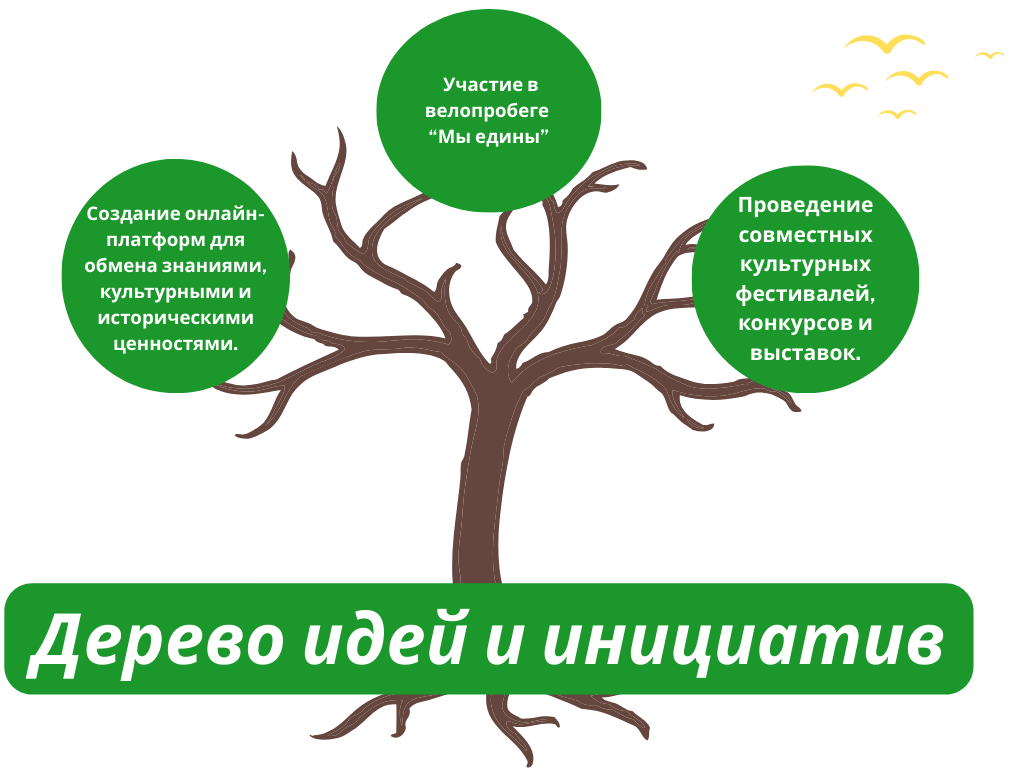 Участие в
велопробеге
“Мы едины”
Создание онлайн-
платформ для
обмена знаниями,
культурными и
историческими
ценностями.
Проведение
совместных
культурных
фестивалей,
конкурсов и
выставок.
Дерево идей и инициатив